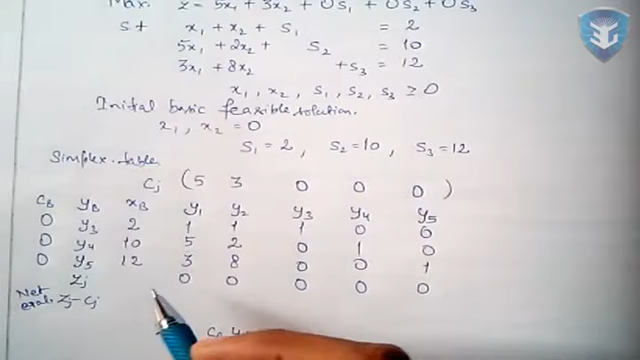 Max. z = 5x₁ + 3x₂ + 0S₁ + 0S₂ + 0S₃
st x₁ + x₂ + S₁ = 2
5x₁ + 2x₂ + S₂ = 10
3x₁ + 8x₂ + S₃ = 12
x₁, x₂, S₁, S₂, S₃ ≥ 0
Initial basic feasible solution.
x₁, x₂ = 0
S₁ = 2, S₂ = 10, S₃ = 12
Simplex table
Cj (5 3 0 0 0)
CB yB xB y₁ y₂ y₃ y₄ y₅
0 y₃ 2 1 1 1 0 0
0 y₄ 10 5 2 0 1 0
0 y₅ 12 3 8 0 0 1
Zj 0 0 0 0 0
Net eval. Zj - Cj